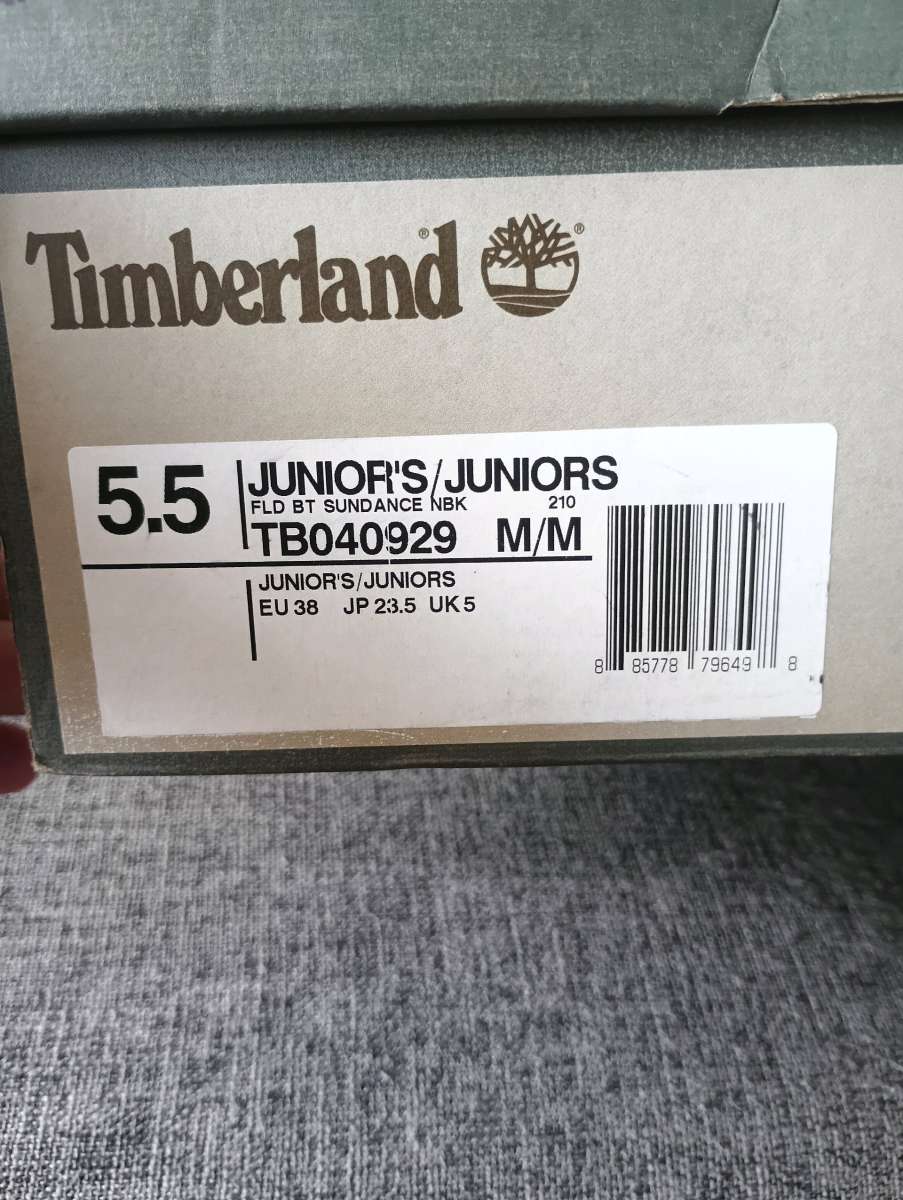 Timberland® ®
5.5
JUNIOR'S/JUNIORS
FLD BT SUNDANCE NBK 210
TB040929 M/M
JUNIOR'S/JUNIORS
EU 38 JP 23.5 UK 5
8 85778 79649 8